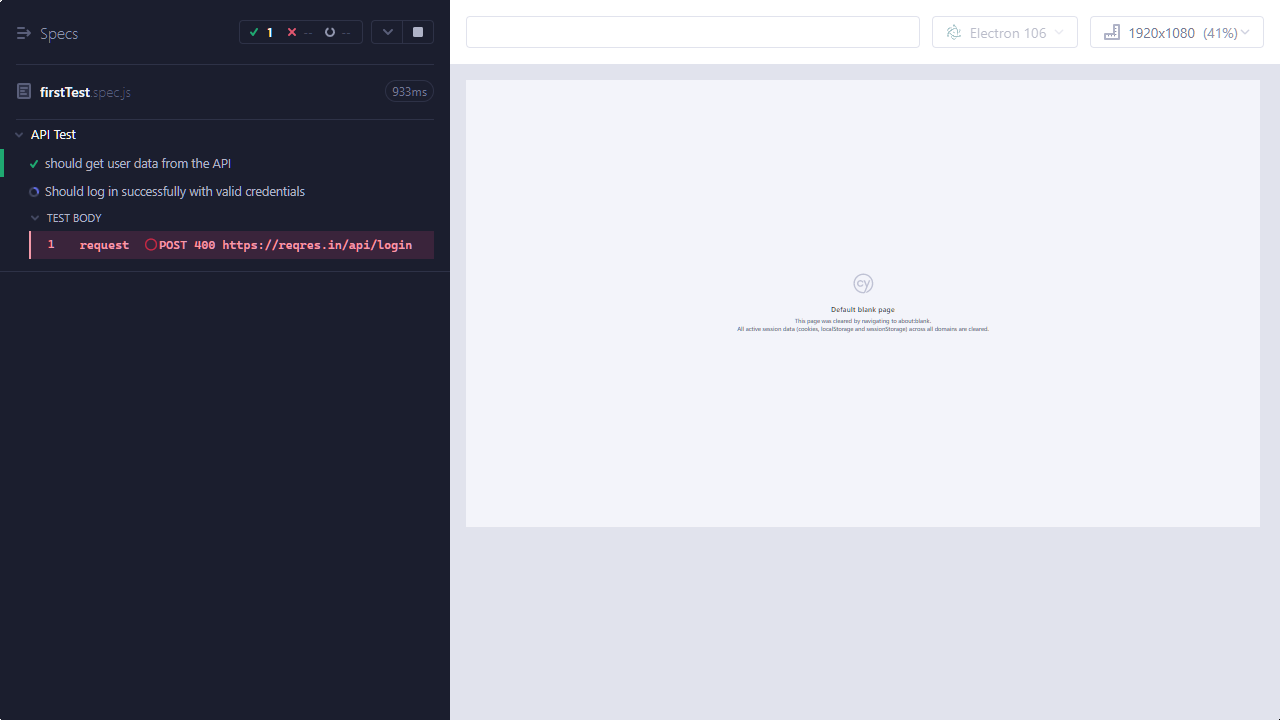 Specs
1 -- --
firstTest.spec.js
933ms
API Test
should get user data from the API
Should log in successfully with valid credentials
TEST BODY
1 request POST 400 https://reqres.in/api/login
Electron 106
1920x1080 (41%)
cy
Default blank page
This page was cleared by navigating to about:blank.
All active session data (cookies, localStorage and sessionStorage) across all domains are cleared.